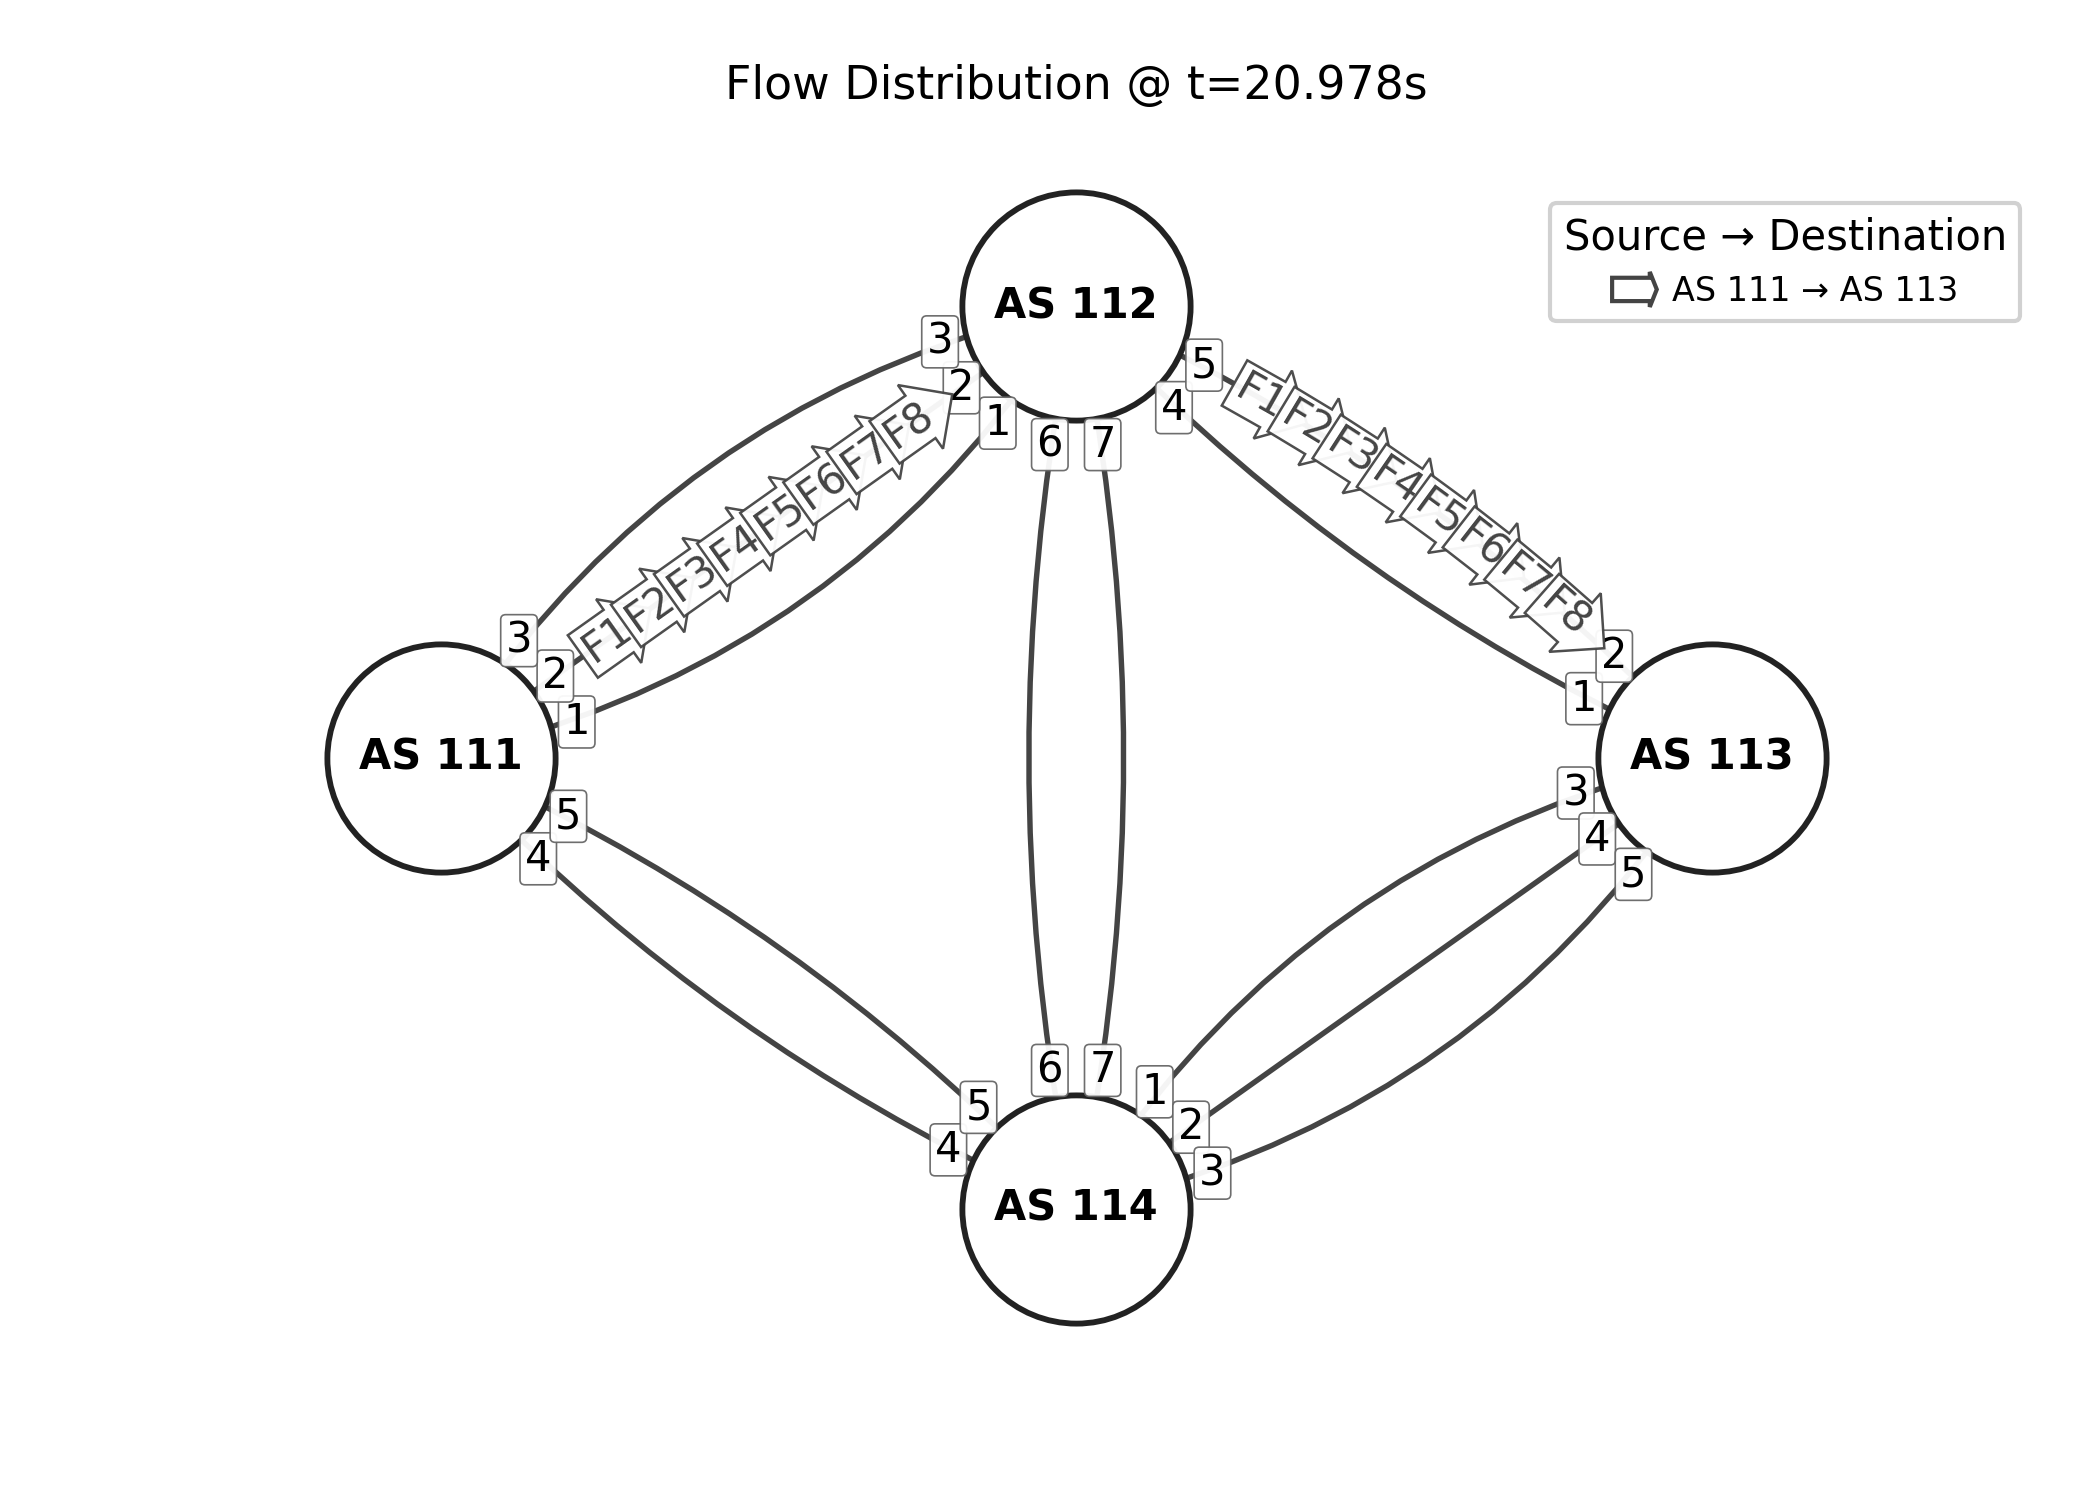 Flow Distribution @ t=20.978s
Source → Destination
AS 111 → AS 113
AS 112
3
2
1
6
7
4
5
F1
F2
F3
F4
F5
F6
F7
F8
F1
F2
F3
F4
F5
F6
F7
F8
3
2
1
AS 111
5
4
2
1
AS 113
3
4
5
6
7
5
4
1
2
3
AS 114